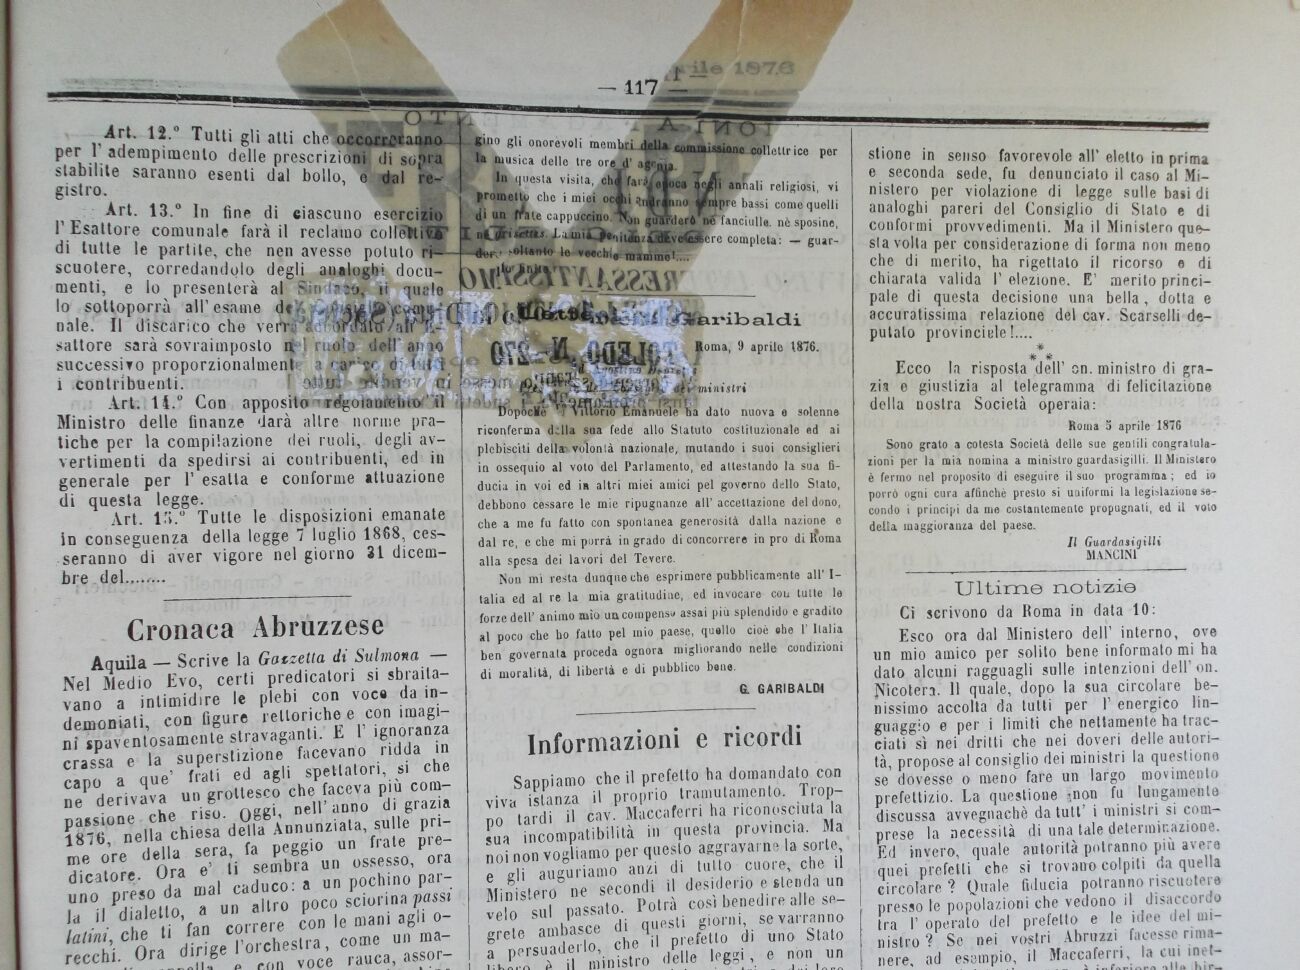 — 117 —
Art. 12.° Tutti gli atti che occorreranno
per l' adempimento delle prescrizioni di sopra
stabilite saranno esenti dal bollo, e dal re-
gistro.
Art. 13.° In fine di ciascuno esercizio
l'Esattore comunale farà il reclamo collettivo
di tutte le partite, che nen avesse potuto ri-
scuotere, corredandolo degli analoghi docu-
menti, e lo presenterà al Sindaco, il quale
lo sottoporrà all'esame
nale. Il discarico che verrà accordato all'E-
sattore sarà sovraimposto nel ruolo dell'anno
successivo proporzionalmente a carico di tutti
i contribuenti.
Art. 14.° Con apposito regolamento il
Ministro delle finanze darà altre norme pra-
tiche per la compilazione dei ruoli, degli av-
vertimenti da spedirsi ai contribuenti, ed in
generale per l' esatta e conforme attuazione
di questa legge.
Art. 15.° Tutte le disposizioni emanate
in conseguenza della legge 7 luglio 1868, ces-
seranno di aver vigore nel giorno 31 dicem-
bre del........
Cronaca Abruzzese
Aquila — Scrive la Gazzetta di Sulmona —
Nel Medio Evo, certi predicatori si sbraita-
vano a intimidire le plebi con voce da in-
demoniati, con figure rettoriche e con imagi-
ni spaventosamente stravaganti. E l' ignoranza
crassa e la superstizione facevano ridda in
capo a que' frati ed agli spettatori, si che
ne derivava un grottesco che faceva più com-
passione che riso. Oggi, nell'anno di grazia
1876, nella chiesa della Annunziata, sulle pri-
me ore della sera, fa peggio un frate pre-
dicatore. Ora e' ti sembra un ossesso, ora
uno preso da mal caduco: a un pochino par-
la il dialetto, a un altro poco sciorina passi
latini, che ti fan correre con le mani agli o-
recchi. Ora dirige l'orchestra, come un ma-
e con voce rauca, assor-
gino gli onorevoli membri della commissione collettrice per
la musica delle tre ore d' agonia.
In questa visita, che farà epoca negli annali religiosi, vi
prometto che i miei occhi andranno sempre bassi come quelli
di un frate cappuccino. Non guarderò nè fanciulle, nè sposine,
nè grisettes. La mia penitenza deve essere completa: — guar-
derò soltanto le vecchie mamme!....
Garibaldi
Roma, 9 aprile 1876.
dei ministri
Dopochè Vittorio Emanuele ha dato nuova e solenne
riconferma della sua fede allo Statuto costituzionale ed ai
plebisciti della volontà nazionale, mutando i suoi consiglieri
in ossequio al voto del Parlamento, ed attestando la sua fi-
ducia in voi ed in altri miei amici pel governo dello Stato,
debbono cessare le mie ripugnanze all'accettazione del dono,
che a me fu fatto con spontanea generosità dalla nazione e
dal re, e che mi porrà in grado di concorrere in pro di Roma
alla spesa dei lavori del Tevere.
Non mi resta dunque che esprimere pubblicamente all' I-
talia ed al re la mia gratitudine, ed invocare con tutte le
forze dell' animo mio un compenso assai più splendido e gradito
al poco che ho fatto pel mio paese, quello cioè che l' Italia
ben governata proceda ognora migliorando nelle condizioni
di moralità, di libertà e di pubblico bene.
G. GARIBALDI
Informazioni e ricordi
Sappiamo che il prefetto ha domandato con
viva istanza il proprio tramutamento. Trop-
po tardi il cav. Maccaferri ha riconosciuta la
sua incompatibilità in questa provincia. Ma
noi non vogliamo per questo aggravarne la sorte,
e gli auguriamo anzi di tutto cuore, che il
Ministero ne secondi il desiderio e stenda un
velo sul passato. Potrà così benedire alle se-
grete ambasce di questi giorni, se varranno
a persuaderlo, che il prefetto di uno Stato
libero è il ministro delle leggi, e non un
stione in senso favorevole all' eletto in prima
e seconda sede, fu denunciato il caso al Mi-
nistero per violazione di legge sulle basi di
analoghi pareri del Consiglio di Stato e di
conformi provvedimenti. Ma il Ministero que-
sta volta per considerazione di forma non meno
che di merito, ha rigettato il ricorso e di
chiarata valida l' elezione. E' merito princi-
pale di questa decisione una bella, dotta e
accuratissima relazione del cav. Scarselli de-
putato provinciale!....
*
* *
Ecco la risposta dell' on. ministro di gra-
zia e giustizia al telegramma di felicitazione
della nostra Società operaia:
Roma 5 aprile 1876
Sono grato a cotesta Società delle sue gentili congratula-
zioni per la mia nomina a ministro guardasigilli. Il Ministero
è fermo nel proposito di eseguire il suo programma; ed io
porrò ogni cura affinchè presto si uniformi la legislazione se-
condo i principi da me costantemente propugnati, ed il voto
della maggioranza del paese.
Il Guardasigilli
MANCINI
Ultime notizie
Ci scrivono da Roma in data 10:
Esco ora dal Ministero dell' interno, ove
un mio amico per solito bene informato mi ha
dato alcuni ragguagli sulle intenzioni dell'on.
Nicotera. Il quale, dopo la sua circolare be-
nissimo accolta da tutti per l' energico lin-
guaggio e per i limiti che nettamente ha trac-
ciati sì nei dritti che nei doveri delle autori-
tà, propose al consiglio dei ministri la questione
se dovesse o meno fare un largo movimento
prefettizio. La questione non fu lungamente
discussa avvegnachè da tutt' i ministri si com-
prese la necessità di una tale determinazione.
Ed invero, quale autorità potranno più avere
quei prefetti che si trovano colpiti da quella
circolare? Quale fiducia potranno riscuotere
presso le popolazioni che vedono il disaccordo
tra l' operato del prefetto e le idee del mi-
nistro? Se nei vostri Abruzzi facesse rima-
nere, ad esempio, il Maccaferri, la cui inet-